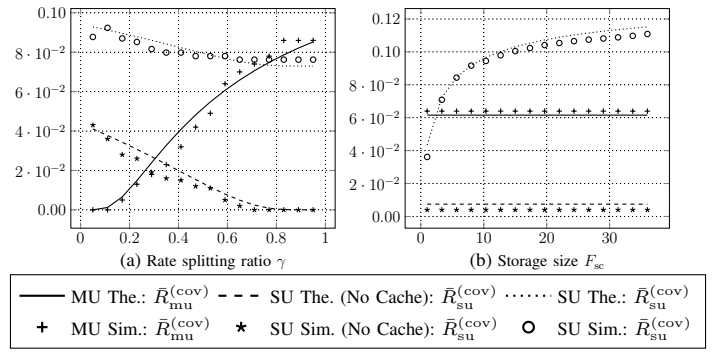 0.10
8 · 10⁻²
6 · 10⁻²
4 · 10⁻²
2 · 10⁻²
0.00
0 0.2 0.4 0.6 0.8 1
(a) Rate splitting ratio γ
0.12
0.10
8 · 10⁻²
6 · 10⁻²
4 · 10⁻²
2 · 10⁻²
0.00
0 10 20 30
(b) Storage size F_sc
MU The.: R̄_mu^(cov) SU The. (No Cache): R̄_su^(cov) SU The.: R̄_su^(cov)
MU Sim.: R̄_mu^(cov) SU Sim. (No Cache): R̄_su^(cov) SU Sim.: R̄_su^(cov)